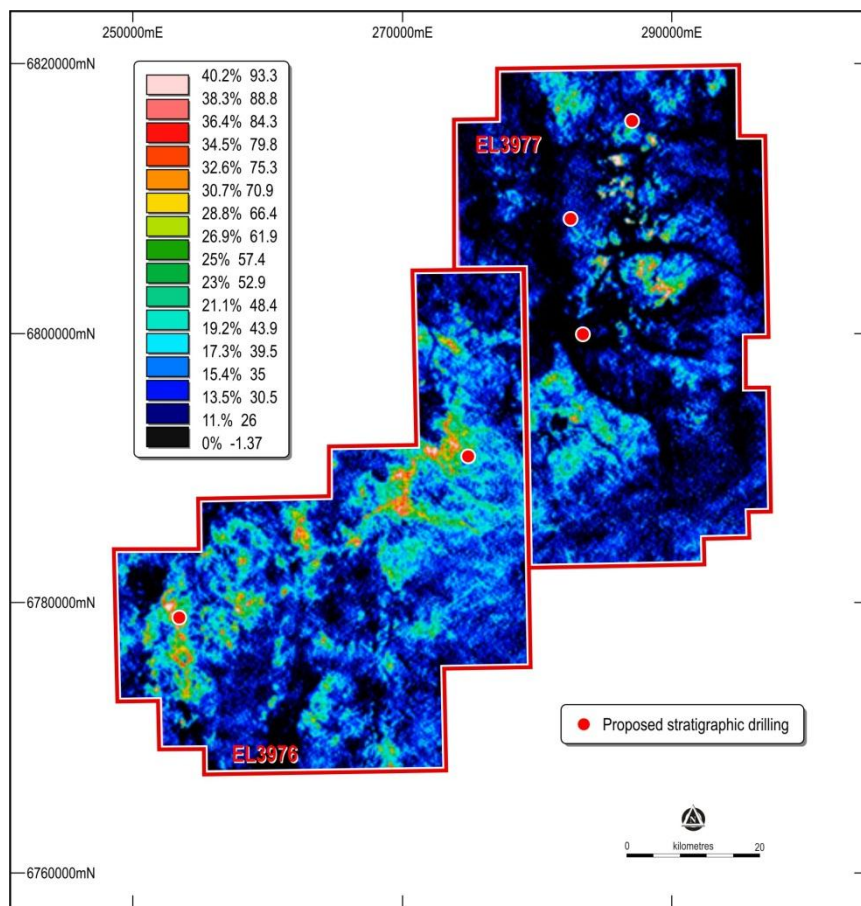 250000mE
270000mE
290000mE
6820000mN
40.2% 93.3
38.3% 88.8
36.4% 84.3
34.5% 79.8
32.6% 75.3
30.7% 70.9
28.8% 66.4
26.9% 61.9
25% 57.4
23% 52.9
21.1% 48.4
19.2% 43.9
17.3% 39.5
15.4% 35
13.5% 30.5
11.% 26
0% -1.37
EL3977
6800000mN
6780000mN
EL3976
Proposed stratigraphic drilling
N
0 kilometres 20
6760000mN